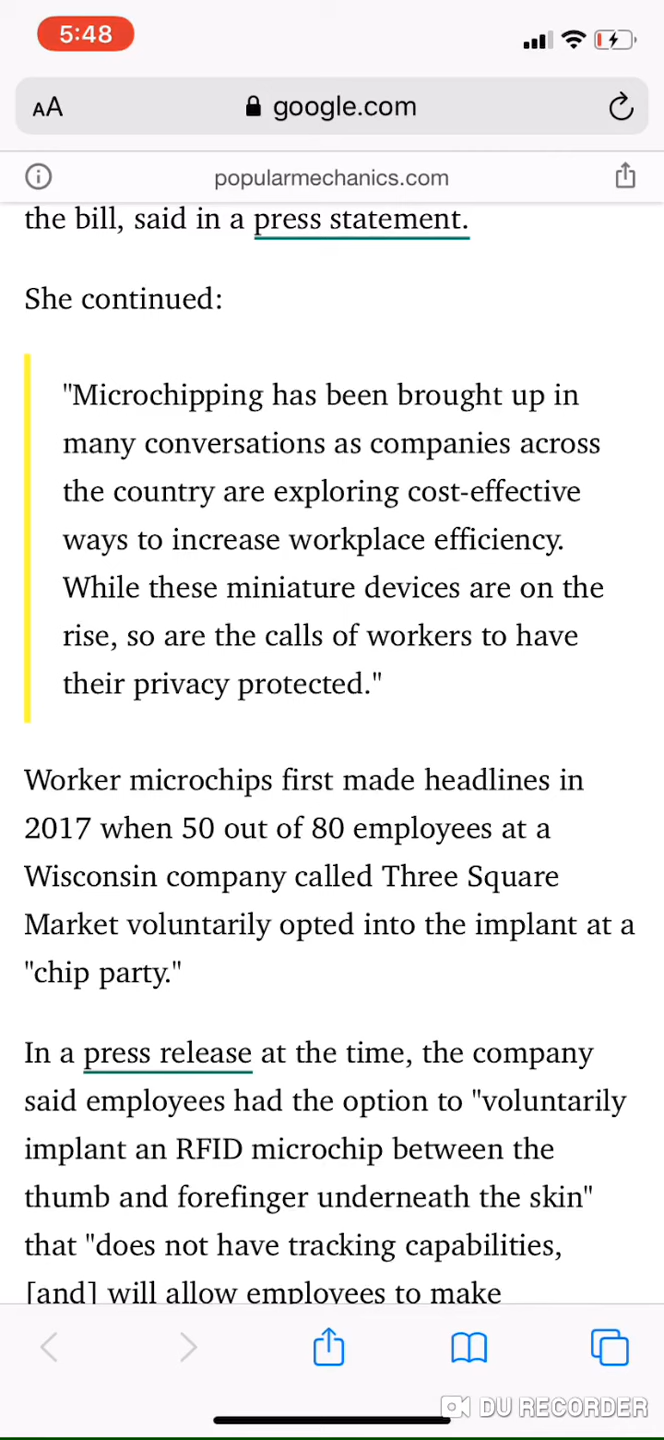 5:48
AA google.com
popularmechanics.com
the bill, said in a press statement.
She continued:
"Microchipping has been brought up in
many conversations as companies across
the country are exploring cost-effective
ways to increase workplace efficiency.
While these miniature devices are on the
rise, so are the calls of workers to have
their privacy protected."
Worker microchips first made headlines in
2017 when 50 out of 80 employees at a
Wisconsin company called Three Square
Market voluntarily opted into the implant at a
"chip party."
In a press release at the time, the company
said employees had the option to "voluntarily
implant an RFID microchip between the
thumb and forefinger underneath the skin"
that "does not have tracking capabilities,
[and] will allow employees to make
DU RECORDER